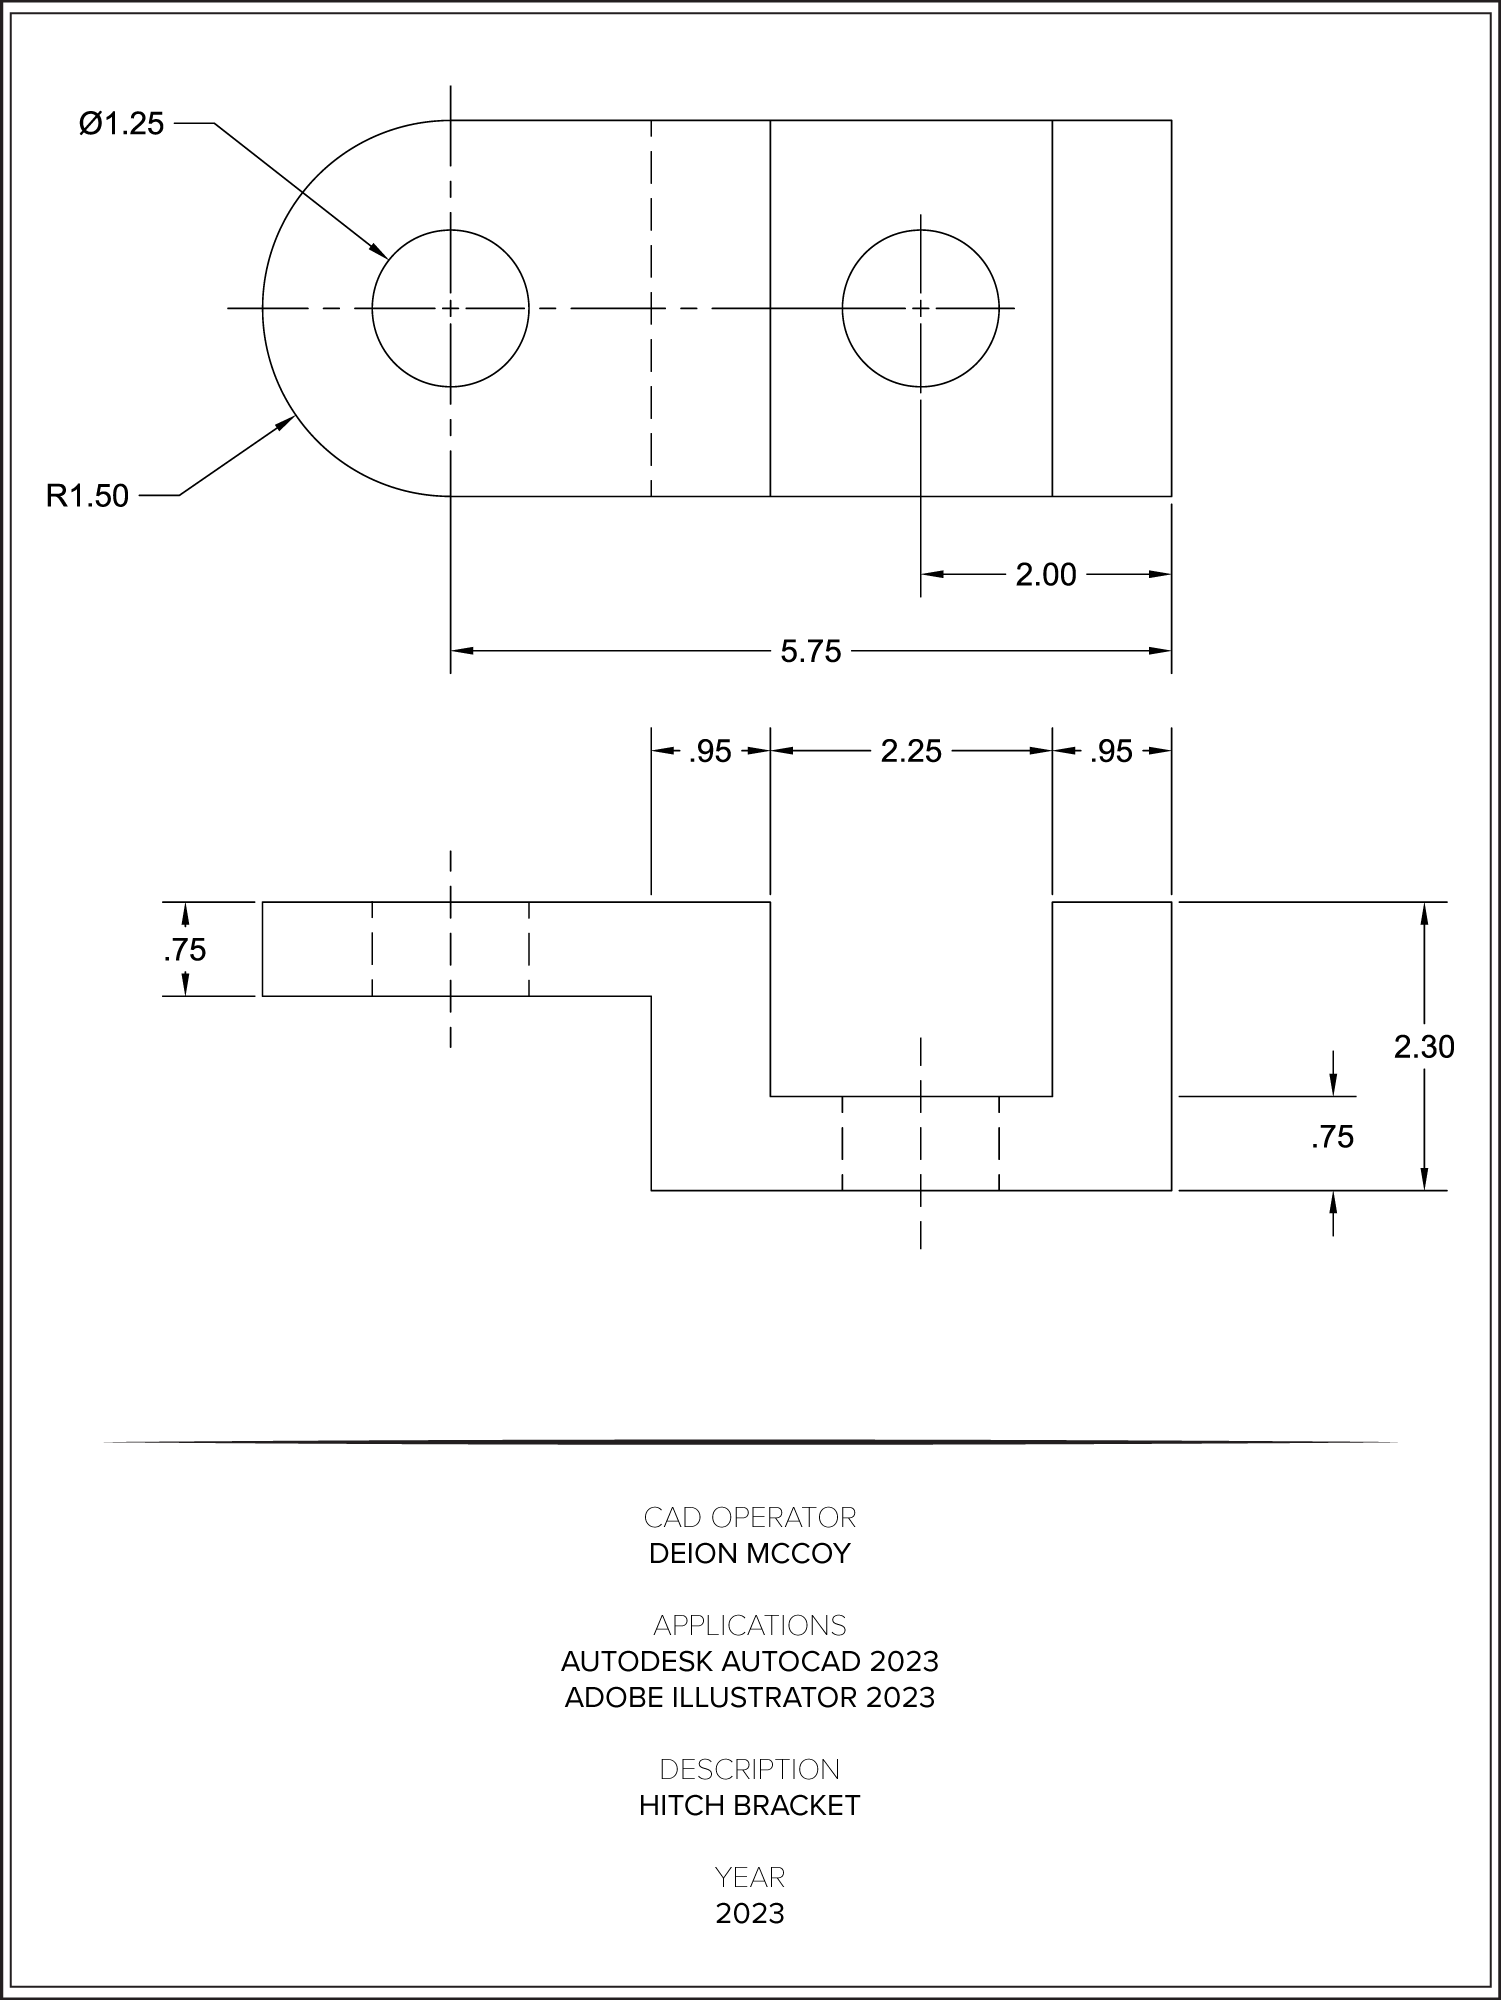 Ø1.25
R1.50
2.00
5.75
.95
2.25
.95
.75
2.30
.75
CAD OPERATOR
DEION MCCOY
APPLICATIONS
AUTODESK AUTOCAD 2023
ADOBE ILLUSTRATOR 2023
DESCRIPTION
HITCH BRACKET
YEAR
2023